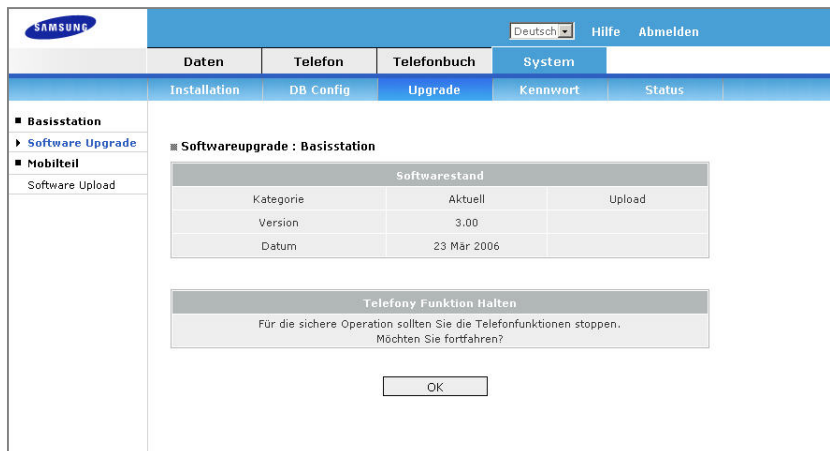 SAMSUNG
Deutsch Hilfe Abmelden
Daten Telefon Telefonbuch System
Installation DB Config Upgrade Kennwort Status
Basisstation
Software Upgrade
Mobilteil
Software Upload
Softwareupgrade : Basisstation
Softwarestand
Kategorie Aktuell Upload
Version 3.00
Datum 23 Mär 2006
Telefony Funktion Halten
Für die sichere Operation sollten Sie die Telefonfunktionen stoppen.
Möchten Sie fortfahren?
OK